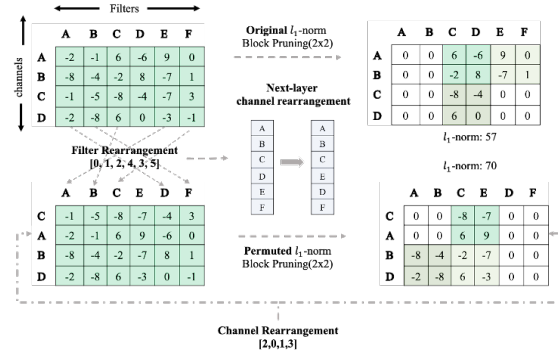 Filters
channels
A B C D E F
A -2 -1 6 -6 9 0
B -8 -4 -2 8 -7 1
C -1 -5 -8 -4 -7 3
D -2 -8 6 0 -3 -1
Original l₁-norm
Block Pruning(2x2)
A B C D E F
A 0 0 6 -6 9 0
B 0 0 -2 8 -7 1
C 0 0 -8 -4 0 0
D 0 0 6 0 0 0
l₁-norm: 57
Next-layer
channel rearrangement
A A
B B
C C
D E
E D
F F
Filter Rearrangement
[0, 1, 2, 4, 3, 5]
l₁-norm: 70
A B C E D F
C -1 -5 -8 -7 -4 3
A -2 -1 6 9 -6 0
B -8 -4 -2 -7 8 1
D -2 -8 6 -3 0 -1
Permuted l₁-norm
Block Pruning(2x2)
A B C E D F
C 0 0 -8 -7 0 0
A 0 0 6 9 0 0
B -8 -4 -2 -7 0 0
D -2 -8 6 -3 0 0
Channel Rearrangement
[2,0,1,3]